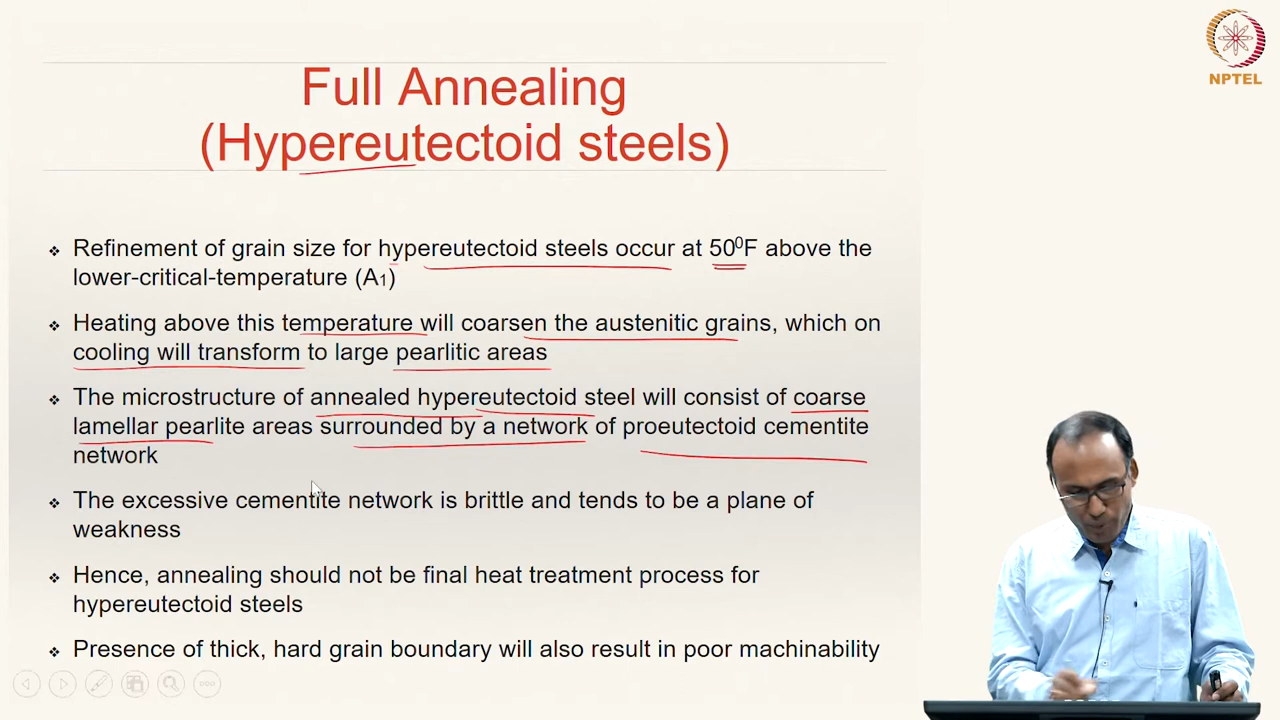 NPTEL
Full Annealing
(Hypereutectoid steels)
❖ Refinement of grain size for hypereutectoid steels occur at 50⁰F above the
lower-critical-temperature (A₁)
❖ Heating above this temperature will coarsen the austenitic grains, which on
cooling will transform to large pearlitic areas
❖ The microstructure of annealed hypereutectoid steel will consist of coarse
lamellar pearlite areas surrounded by a network of proeutectoid cementite
network
❖ The excessive cementite network is brittle and tends to be a plane of
weakness
❖ Hence, annealing should not be final heat treatment process for
hypereutectoid steels
❖ Presence of thick, hard grain boundary will also result in poor machinability